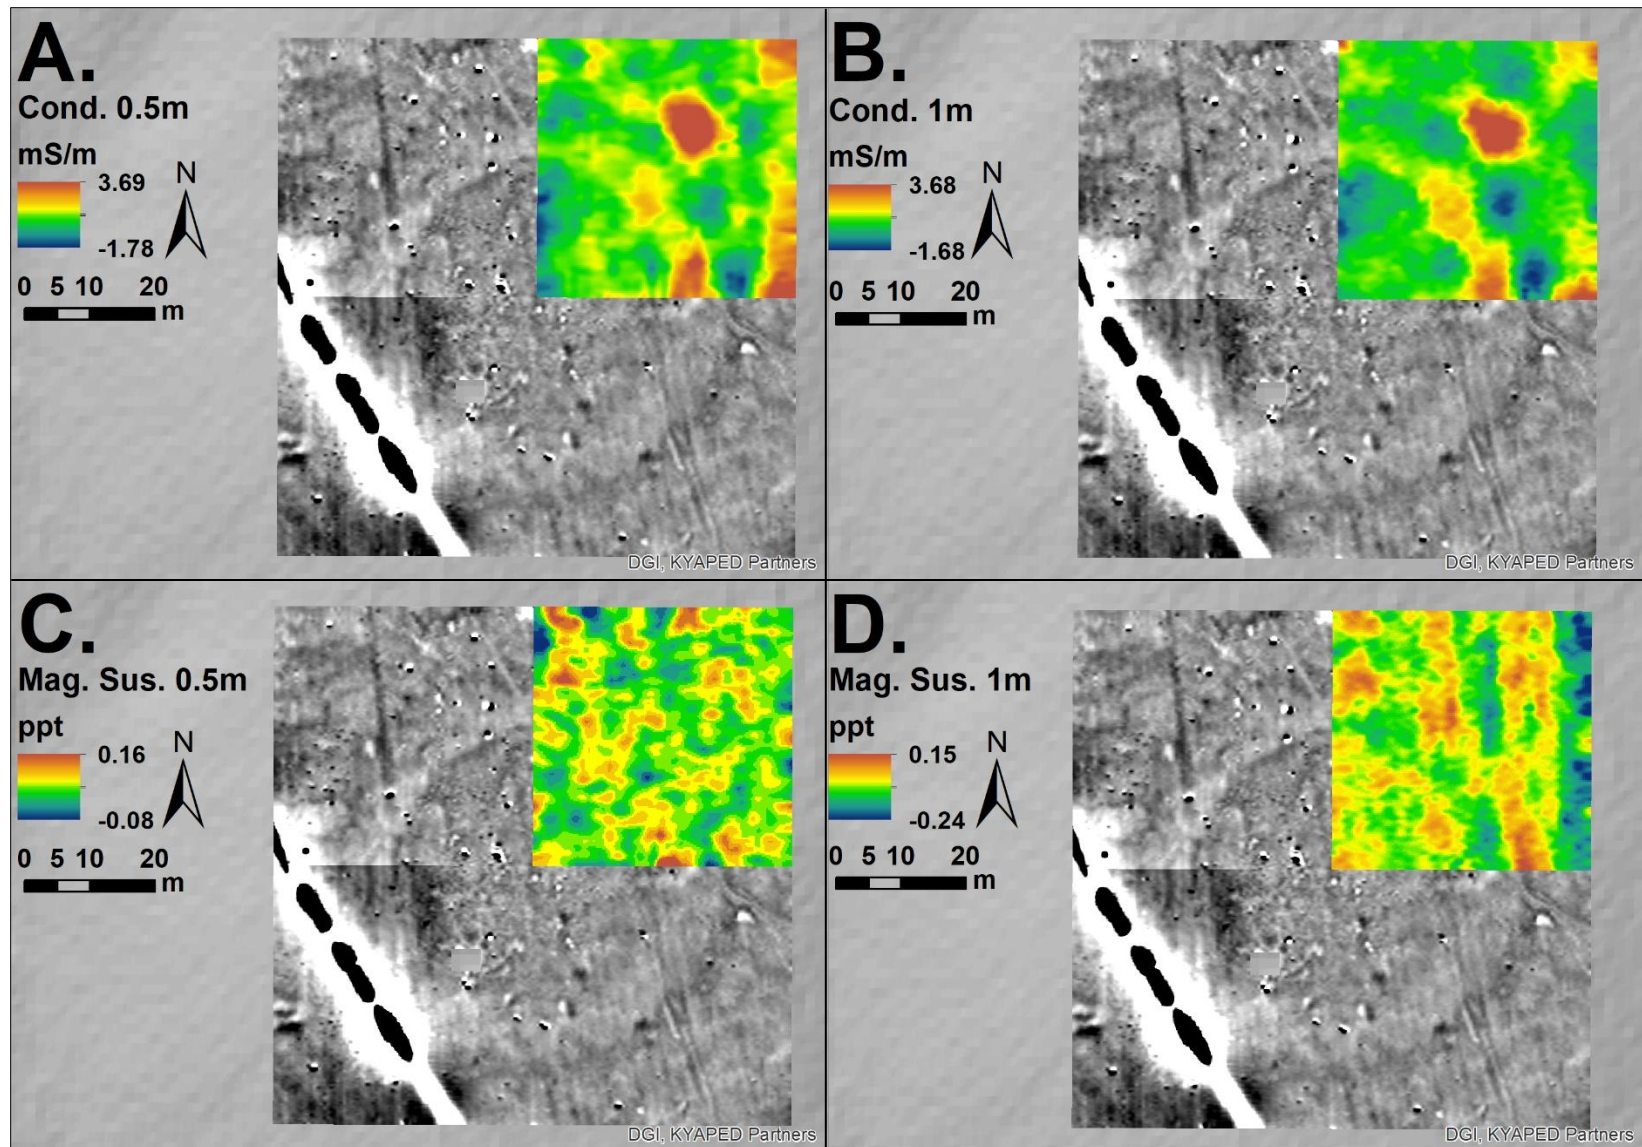 A.
Cond. 0.5m
mS/m
3.69
N
-1.78
0 5 10 20
m
DGI, KYAPED Partners
B.
Cond. 1m
mS/m
3.68
N
-1.68
0 5 10 20
m
DGI, KYAPED Partners
C.
Mag. Sus. 0.5m
ppt
0.16
N
-0.08
0 5 10 20
m
DGI, KYAPED Partners
D.
Mag. Sus. 1m
ppt
0.15
N
-0.24
0 5 10 20
m
DGI, KYAPED Partners